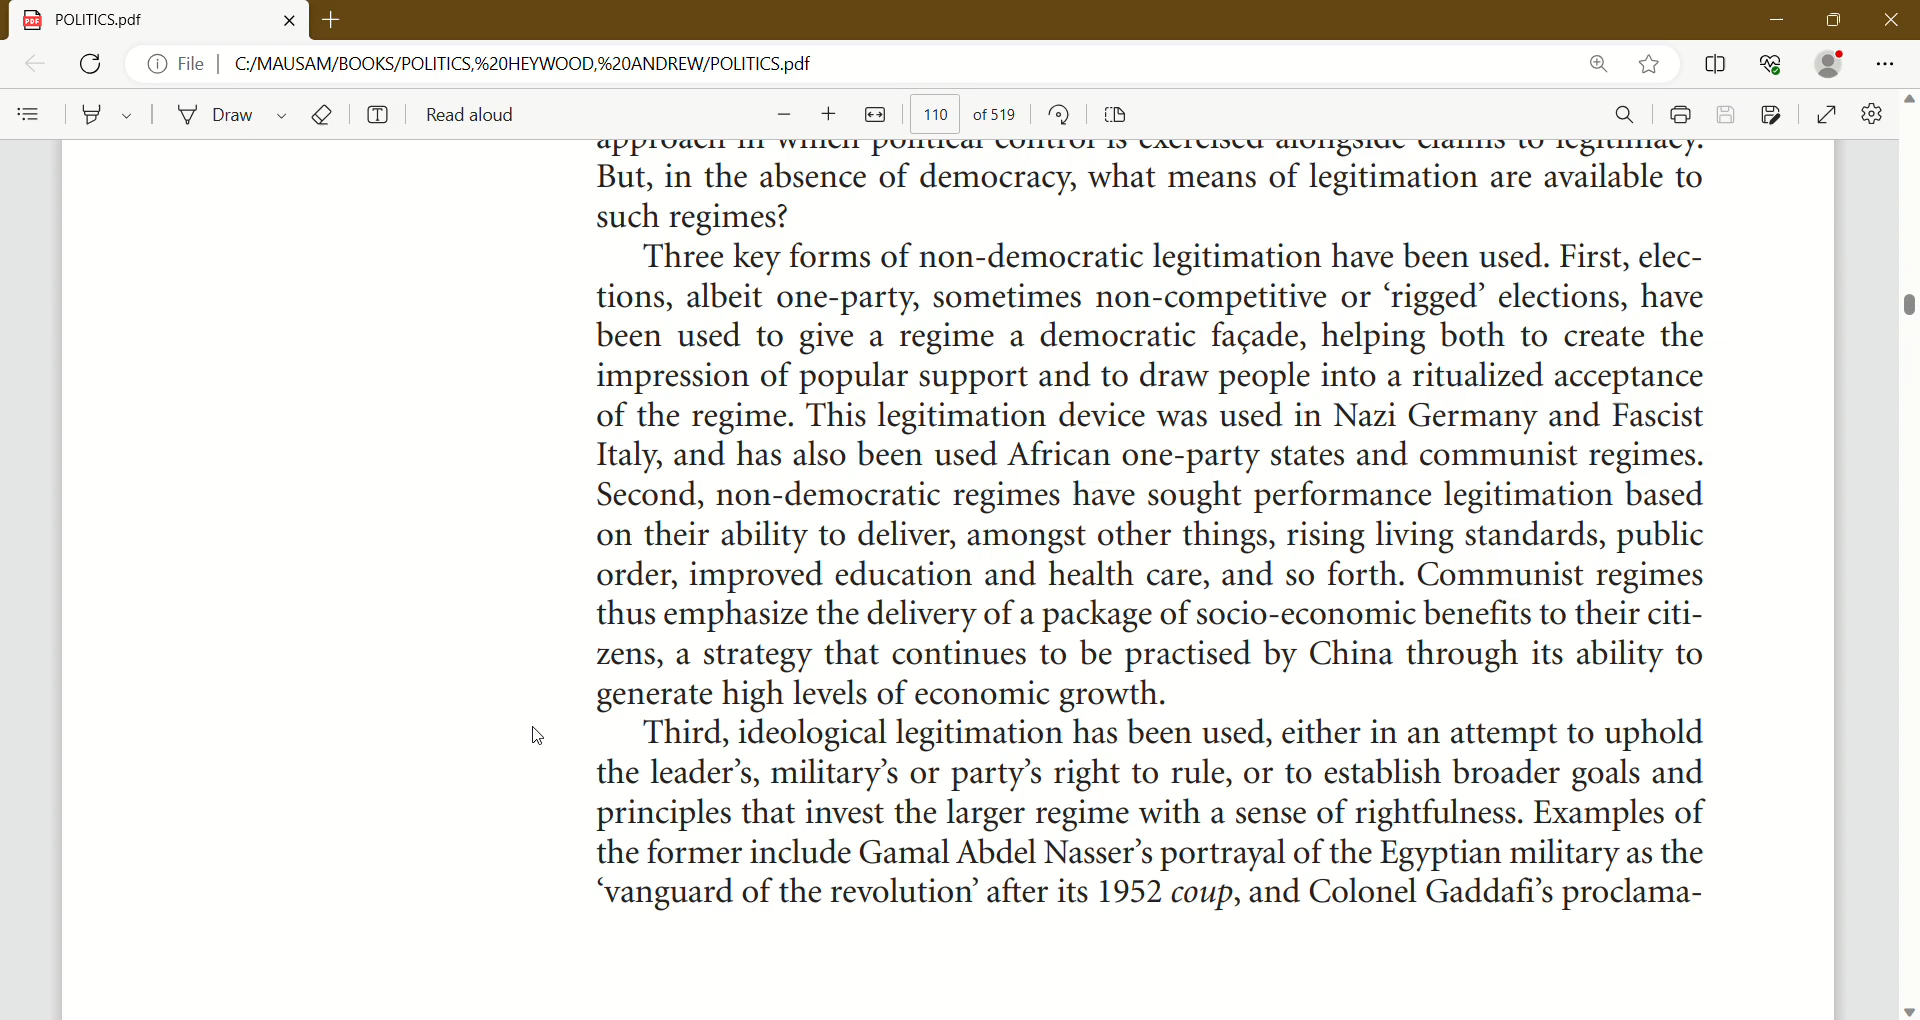 POLITICS.pdf
File
C:/MAUSAM/BOOKS/POLITICS,%20HEYWOOD,%20ANDREW/POLITICS.pdf
Draw
Read aloud
110
of 519
approach in which political control is exercised alongside claims to legitimacy.
But, in the absence of democracy, what means of legitimation are available to
such regimes?
Three key forms of non-democratic legitimation have been used. First, elec-
tions, albeit one-party, sometimes non-competitive or ‘rigged’ elections, have
been used to give a regime a democratic façade, helping both to create the
impression of popular support and to draw people into a ritualized acceptance
of the regime. This legitimation device was used in Nazi Germany and Fascist
Italy, and has also been used African one-party states and communist regimes.
Second, non-democratic regimes have sought performance legitimation based
on their ability to deliver, amongst other things, rising living standards, public
order, improved education and health care, and so forth. Communist regimes
thus emphasize the delivery of a package of socio-economic benefits to their citi-
zens, a strategy that continues to be practised by China through its ability to
generate high levels of economic growth.
Third, ideological legitimation has been used, either in an attempt to uphold
the leader’s, military’s or party’s right to rule, or to establish broader goals and
principles that invest the larger regime with a sense of rightfulness. Examples of
the former include Gamal Abdel Nasser’s portrayal of the Egyptian military as the
‘vanguard of the revolution’ after its 1952 coup, and Colonel Gaddafi’s proclama-